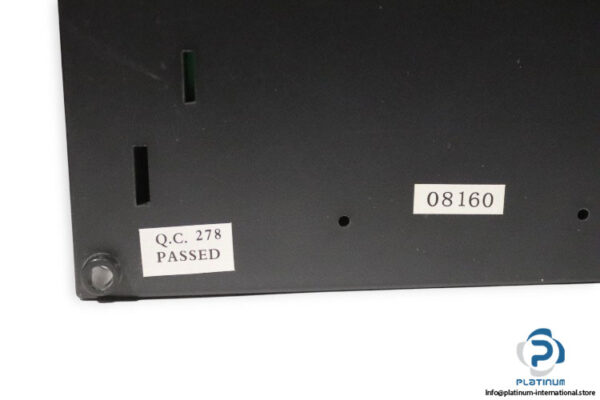 08160
Q.C. 278
PASSED
PLATINUM
Info@platinum-international.store